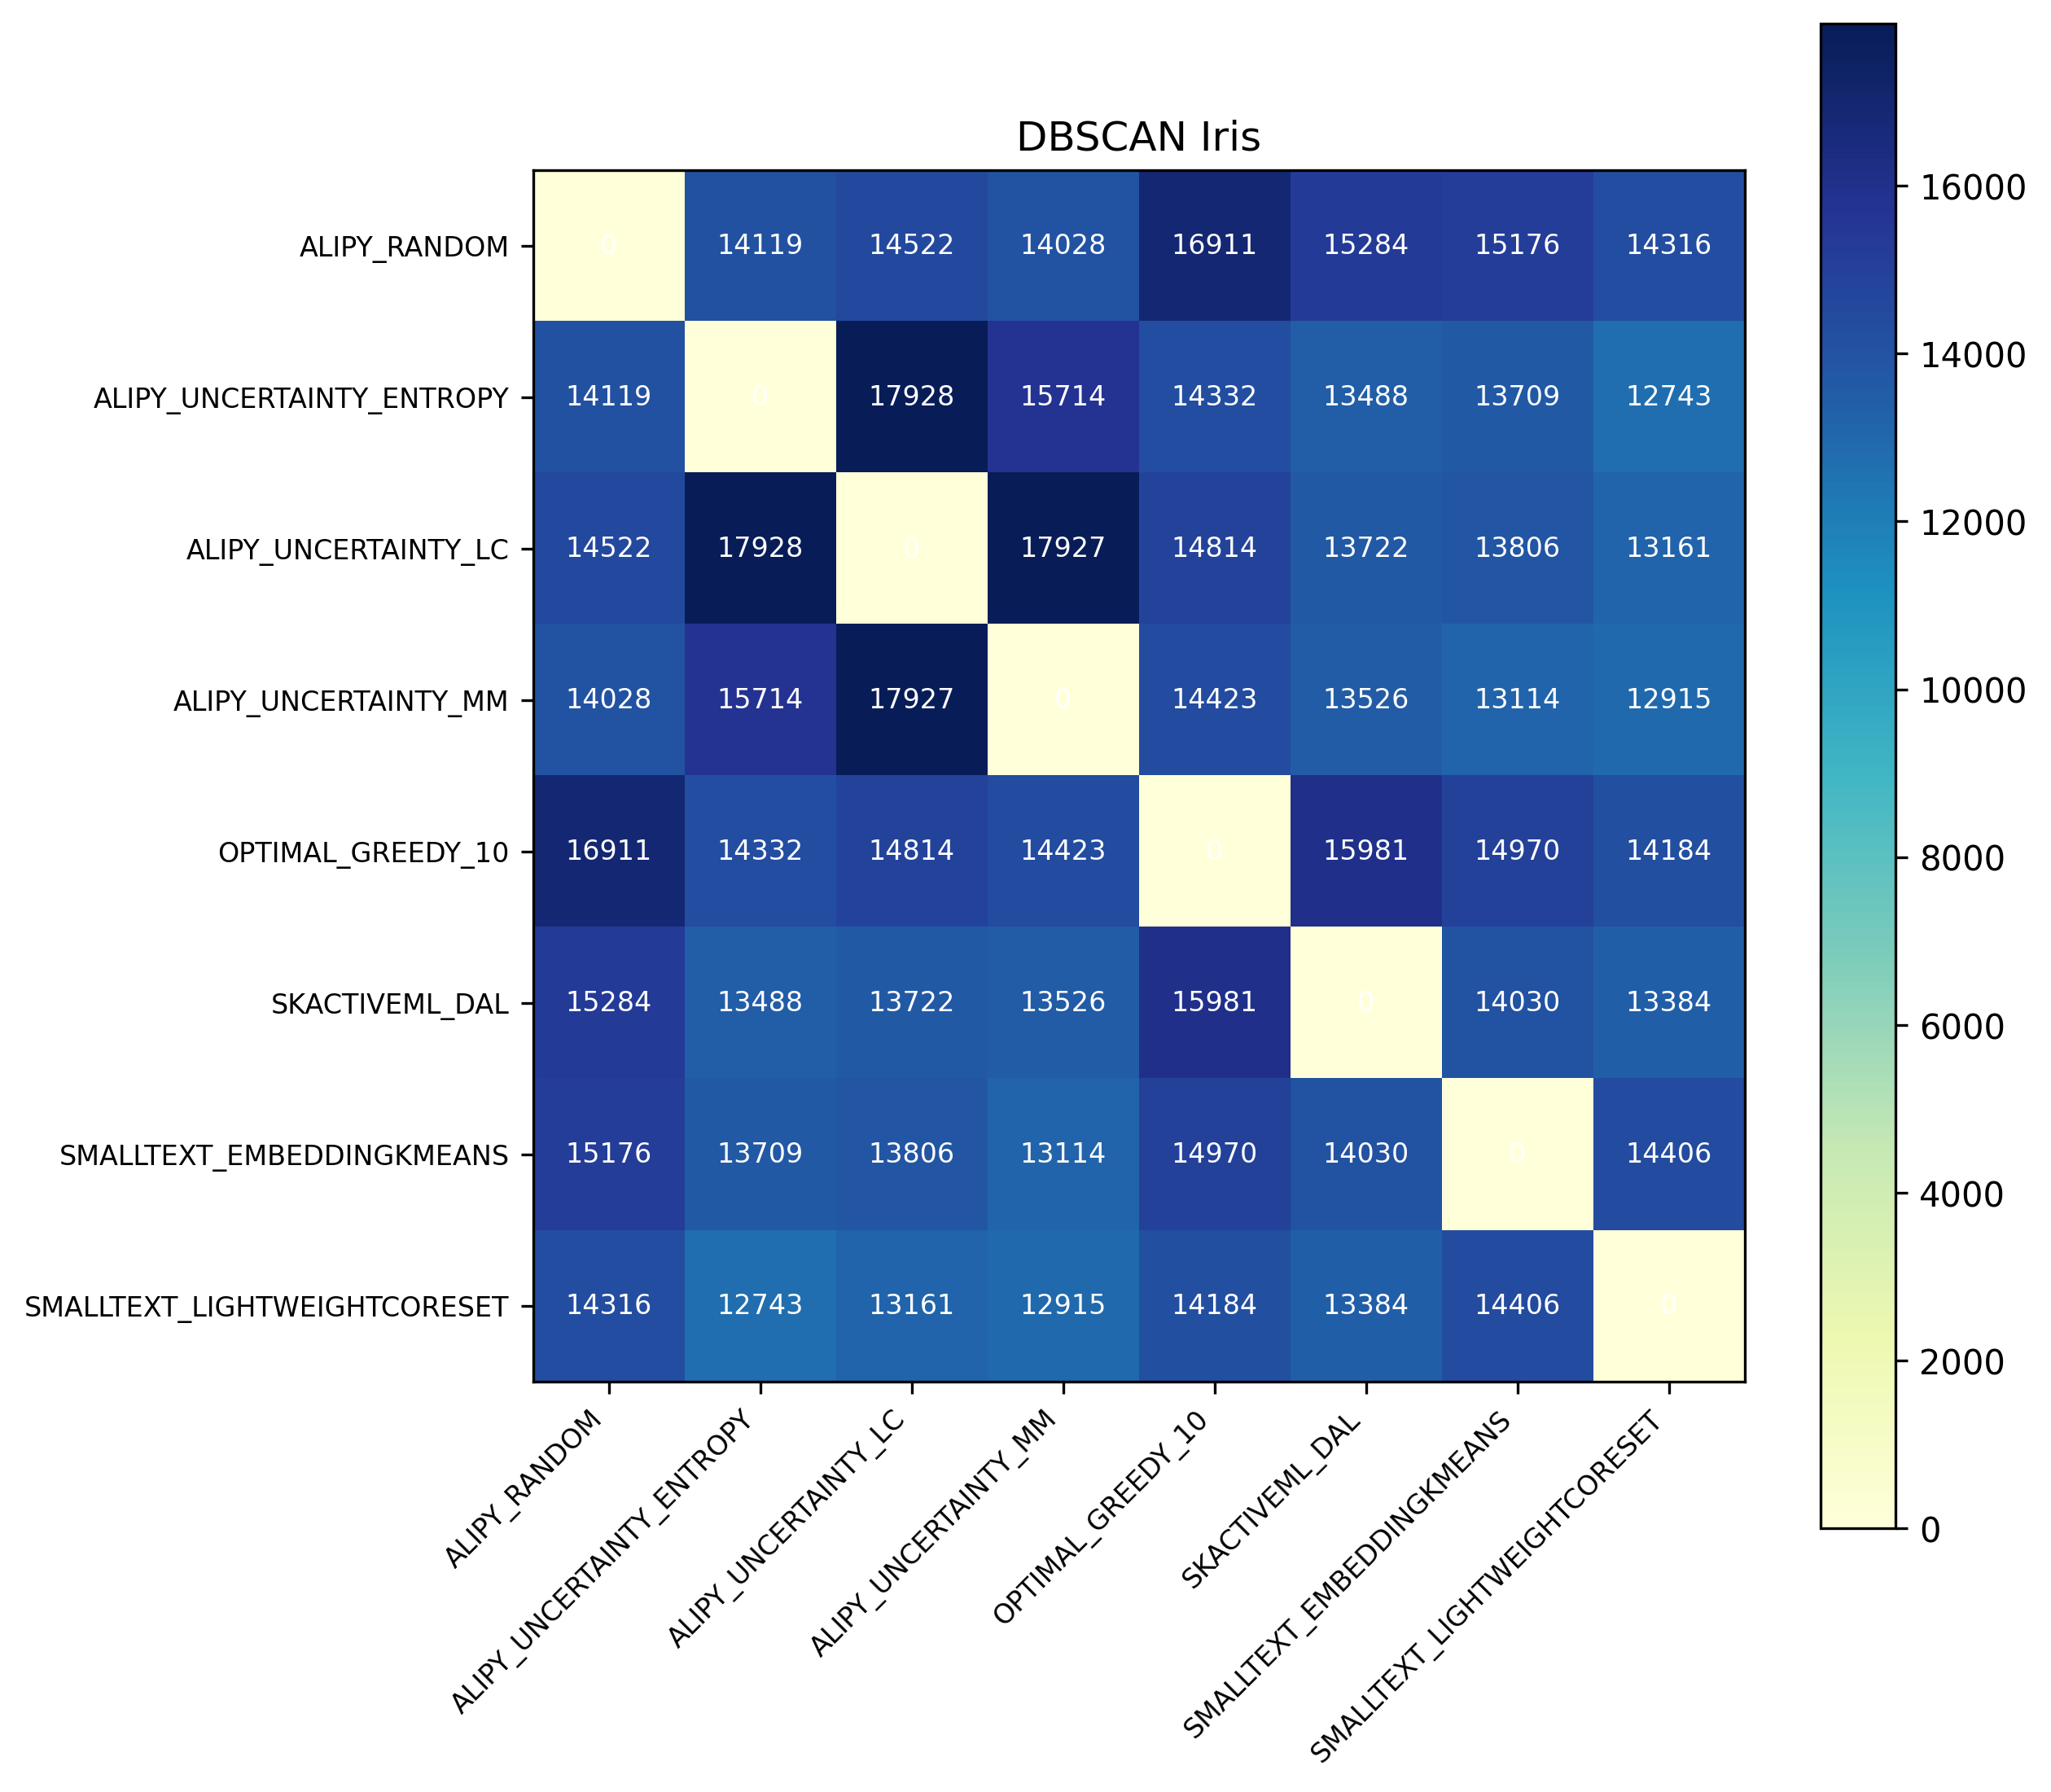 DBSCAN Iris
ALIPY_RANDOM 0 14119 14522 14028 16911 15284 15176 14316
ALIPY_UNCERTAINTY_ENTROPY 14119 0 17928 15714 14332 13488 13709 12743
ALIPY_UNCERTAINTY_LC 14522 17928 0 17927 14814 13722 13806 13161
ALIPY_UNCERTAINTY_MM 14028 15714 17927 0 14423 13526 13114 12915
OPTIMAL_GREEDY_10 16911 14332 14814 14423 0 15981 14970 14184
SKACTIVEML_DAL 15284 13488 13722 13526 15981 0 14030 13384
SMALLTEXT_EMBEDDINGKMEANS 15176 13709 13806 13114 14970 14030 0 14406
SMALLTEXT_LIGHTWEIGHTCORESET 14316 12743 13161 12915 14184 13384 14406 0
ALIPY_RANDOM
ALIPY_UNCERTAINTY_ENTROPY
ALIPY_UNCERTAINTY_LC
ALIPY_UNCERTAINTY_MM
OPTIMAL_GREEDY_10
SKACTIVEML_DAL
SMALLTEXT_EMBEDDINGKMEANS
SMALLTEXT_LIGHTWEIGHTCORESET
16000
14000
12000
10000
8000
6000
4000
2000
0